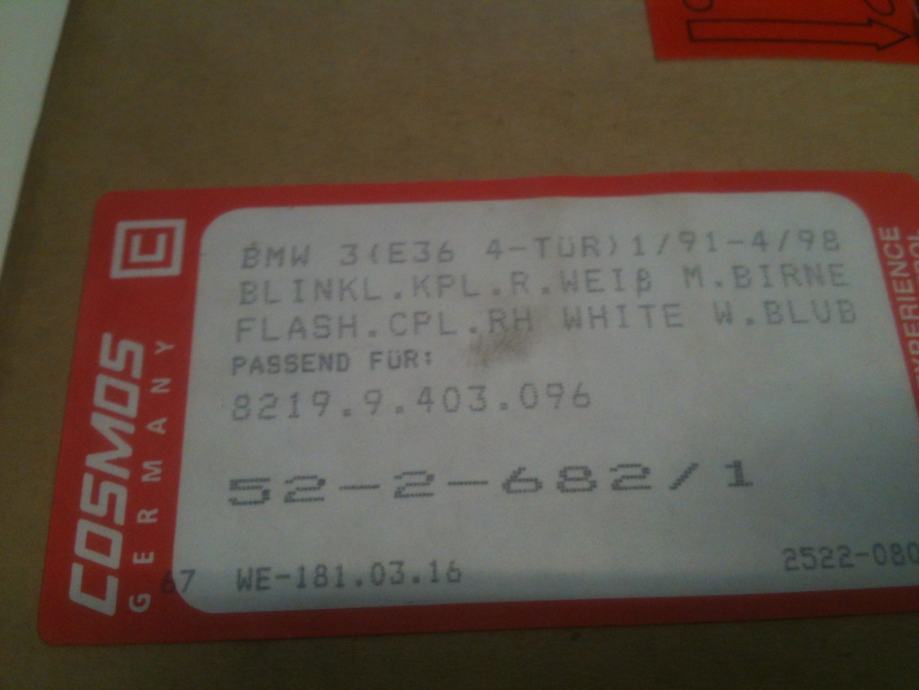 BMW 3(E36 4-TÜR)1/91-4/98
BLINKL.KPL.R.WEIß M.BIRNE
FLASH.CPL.RH WHITE W.BLUB
PASSEND FÜR:
8219.9.403.096
52-2-682/1
67 WE-181.03.16
2522-080
COSMOS
GERMANY